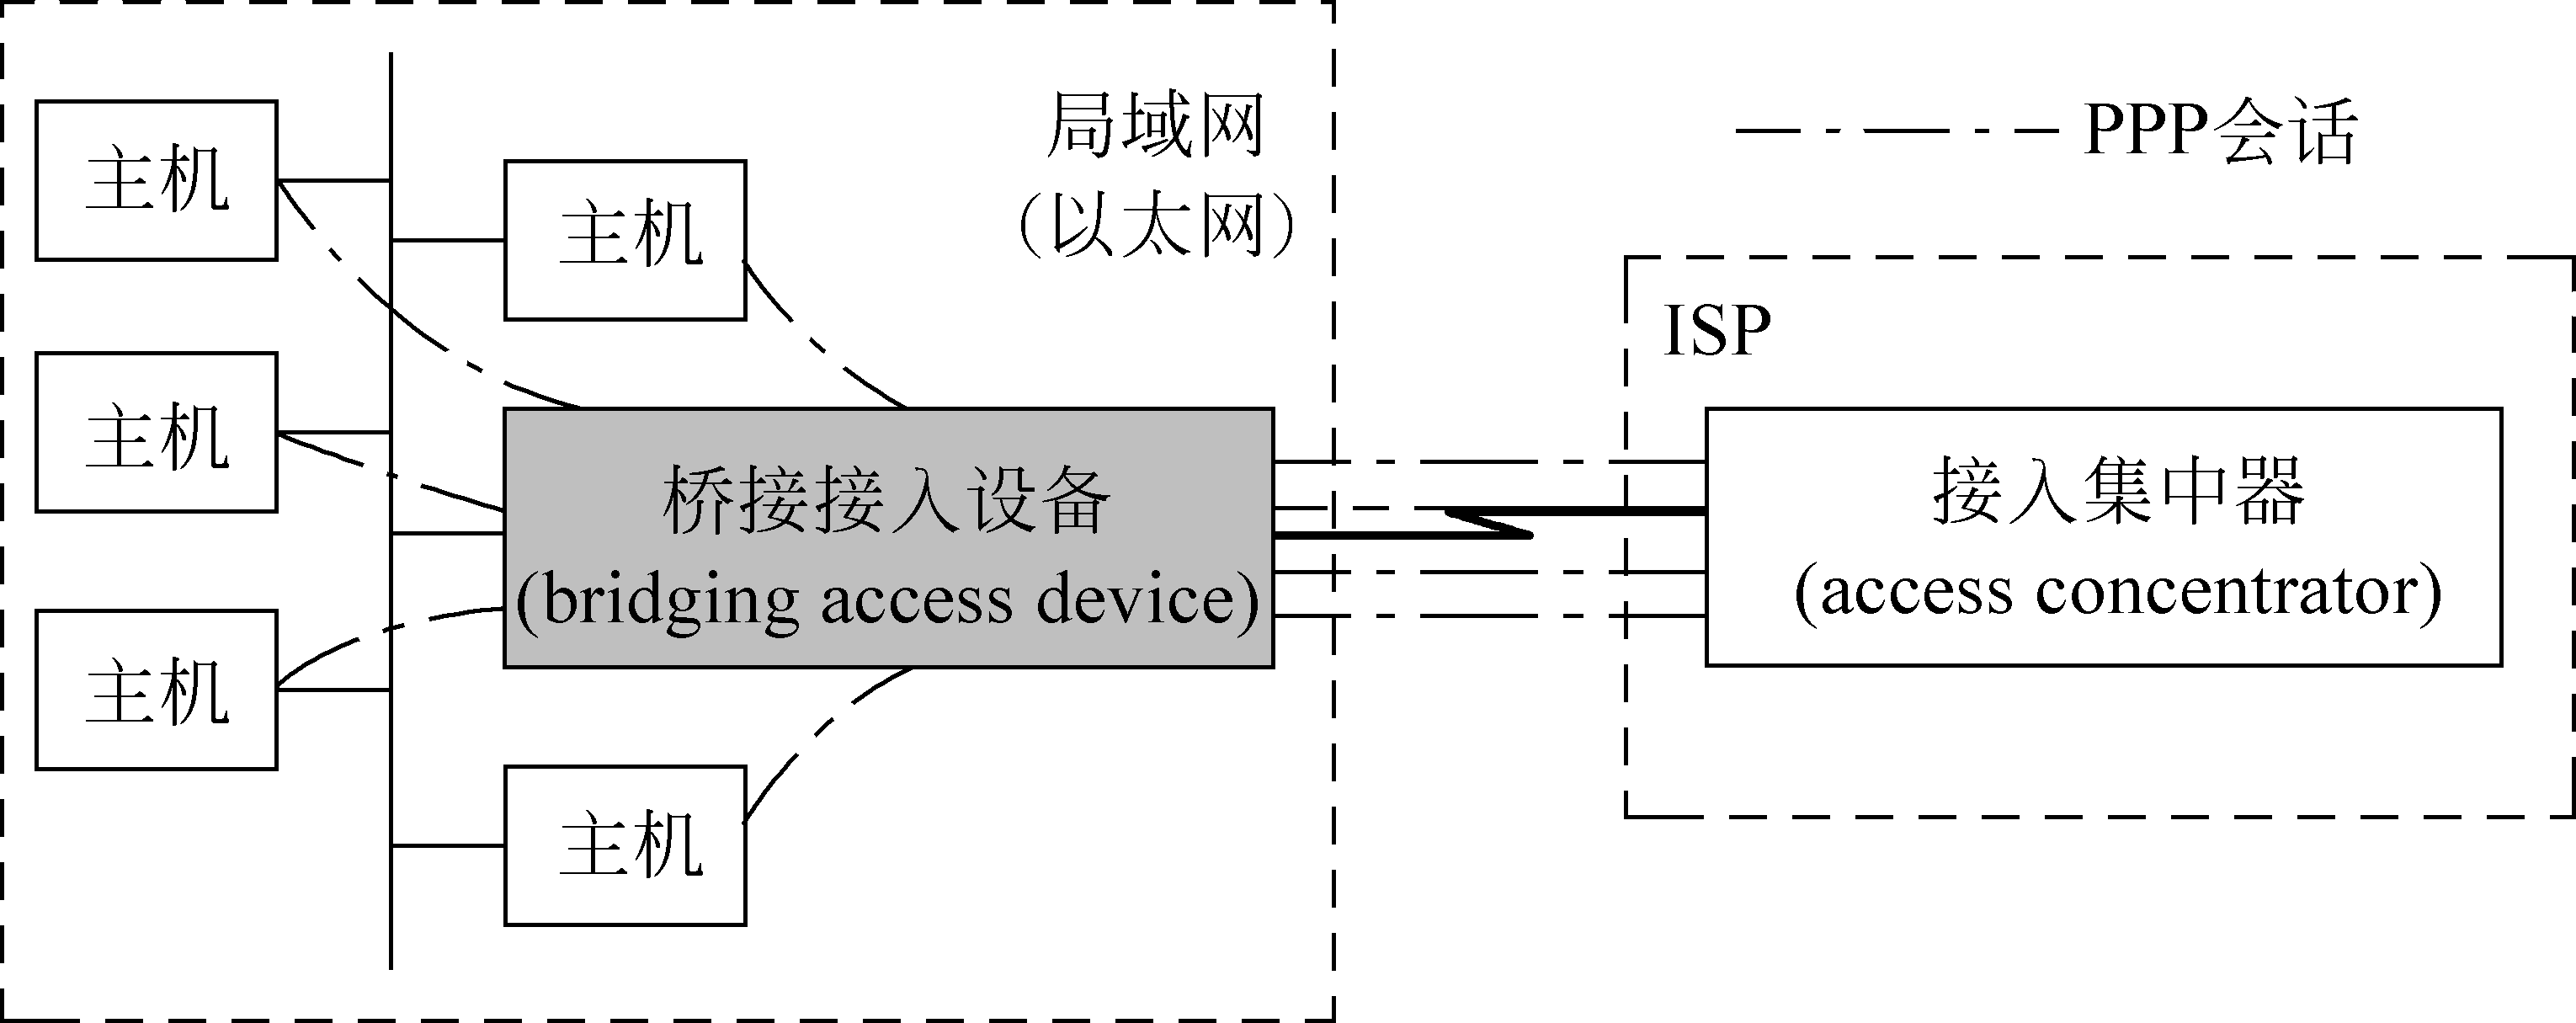 局域网
(以太网)
PPP会话
主机
主机
主机
主机
主机
桥接接入设备
(bridging access device)
ISP
接入集中器
(access concentrator)